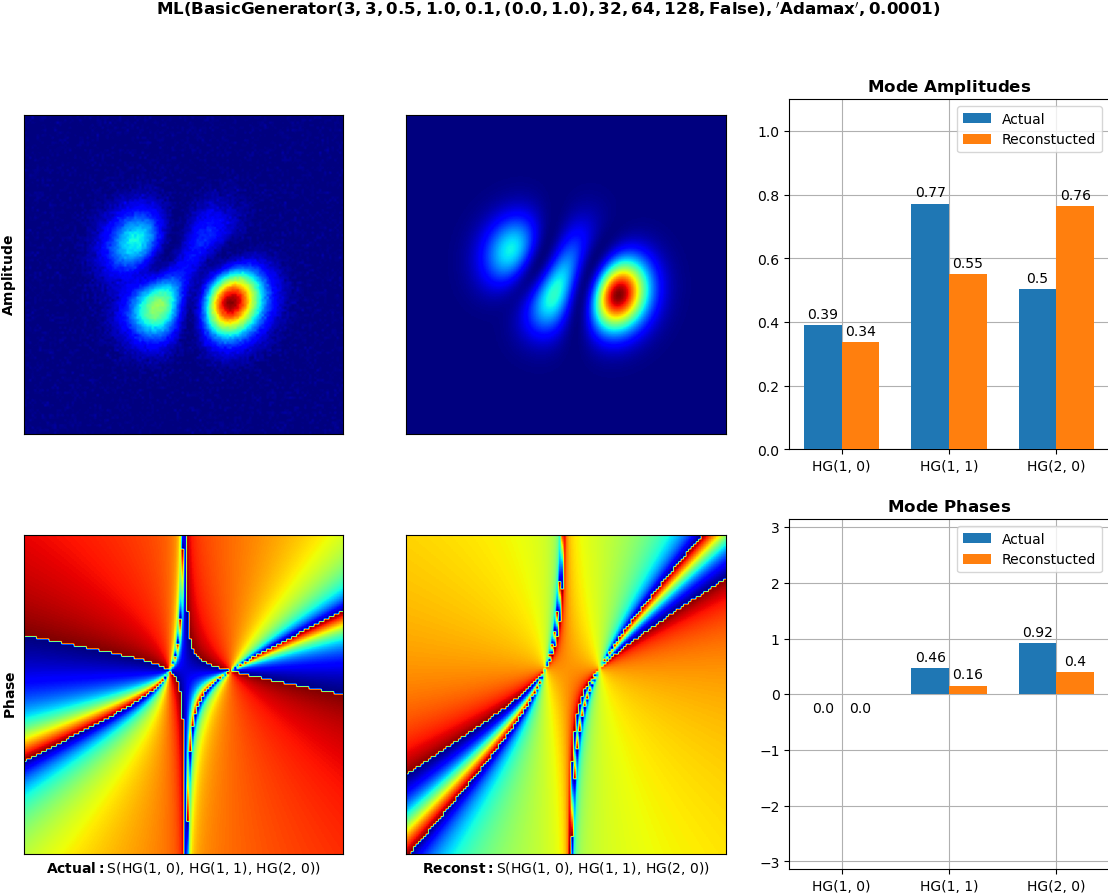 ML(BasicGenerator(3, 3, 0.5, 1.0, 0.1, (0.0, 1.0), 32, 64, 128, False), ′Adamax′, 0.0001)
Amplitude
Mode Amplitudes
Actual
Reconstucted
1.0
0.8
0.6
0.4
0.2
0.0
0.39
0.34
0.77
0.55
0.5
0.76
HG(1, 0)
HG(1, 1)
HG(2, 0)
Phase
Actual: S(HG(1, 0), HG(1, 1), HG(2, 0))
Reconst: S(HG(1, 0), HG(1, 1), HG(2, 0))
Mode Phases
Actual
Reconstucted
3
2
1
0
−1
−2
−3
0.0
0.0
0.46
0.16
0.92
0.4
HG(1, 0)
HG(1, 1)
HG(2, 0)